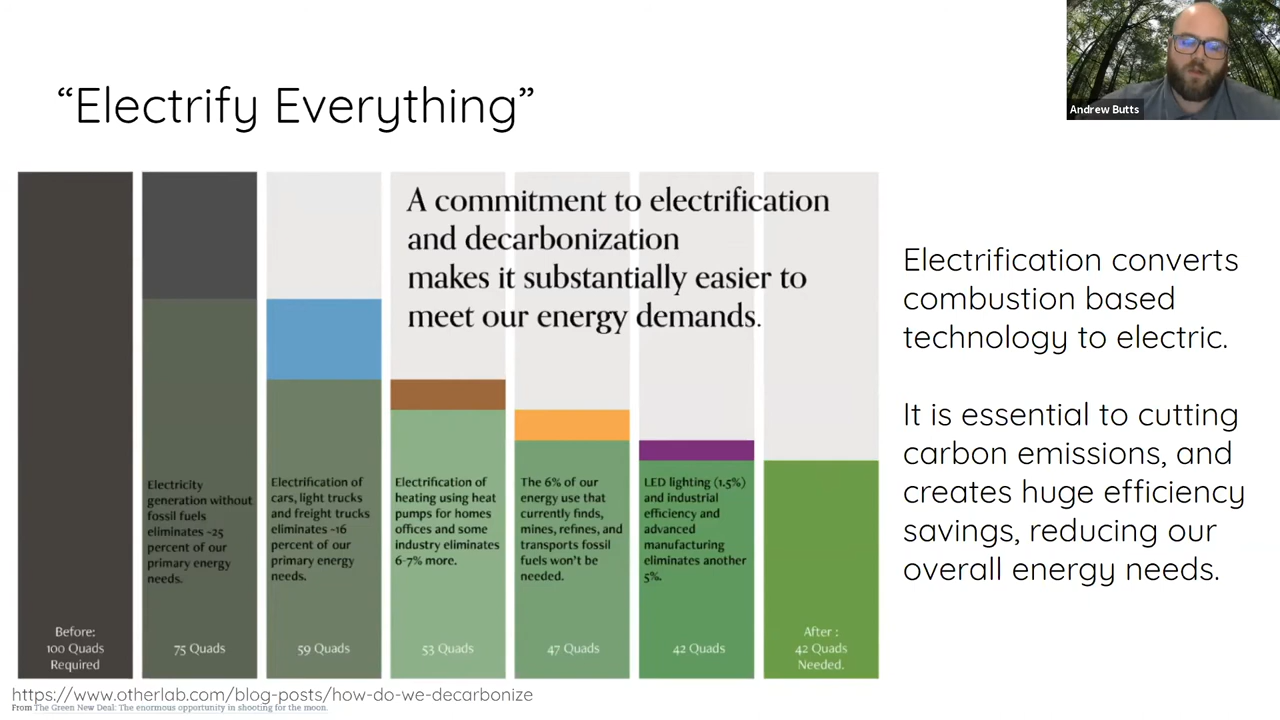 Andrew Butts
“Electrify Everything”
A commitment to electrification
and decarbonization
makes it substantially easier to
meet our energy demands.
Electrification converts
combustion based
technology to electric.
It is essential to cutting
carbon emissions, and
creates huge efficiency
savings, reducing our
overall energy needs.
Before:
100 Quads
Required
Electricity
generation without
fossil fuels
eliminates ~25
percent of our
primary energy
needs.
75 Quads
Electrification of
cars, light trucks
and freight trucks
eliminates ~16
percent of our
primary energy
needs.
59 Quads
Electrification of
heating using heat
pumps for homes
offices and some
industry eliminates
6-7% more.
53 Quads
The 6% of our
energy use that
currently finds,
mines, refines, and
transports fossil
fuels won’t be
needed.
47 Quads
LED lighting (1.5%)
and industrial
efficiency and
advanced
manufacturing
eliminates another
5%.
42 Quads
After :
42 Quads
Needed.
https://www.otherlab.com/blog-posts/how-do-we-decarbonize
From The Green New Deal: The enormous opportunity in shooting for the moon.